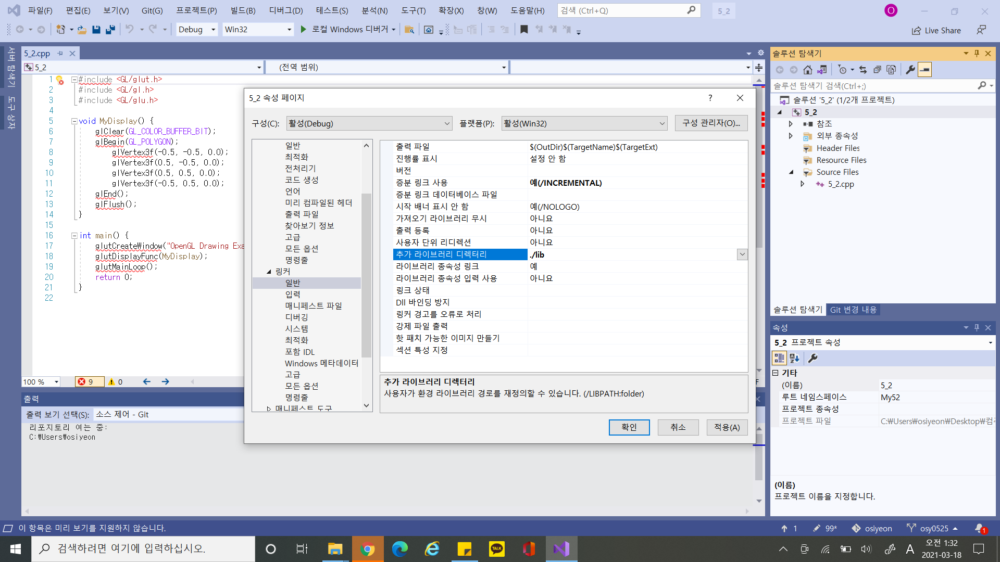 파일(F) 편집(E) 보기(V) Git(G) 프로젝트(P) 빌드(B) 디버그(D) 테스트(S) 분석(N) 도구(T) 확장(X) 창(W) 도움말(H) 검색 (Ctrl+Q) 5_2 O
Debug Win32 로컬 Windows 디버거 Live Share
서버 탐색기
도구 상자
5_2.cpp
5_2 (전역 범위)
1 #include <GL/glut.h>
2 #include <GL/gl.h>
3 #include <GL/glu.h>
4
5 void MyDisplay() {
6 glClear(GL_COLOR_BUFFER_BIT);
7 glBegin(GL_POLYGON);
8 glVertex3f(-0.5, -0.5, 0.0);
9 glVertex3f(0.5, -0.5, 0.0);
10 glVertex3f(0.5, 0.5, 0.0);
11 glVertex3f(-0.5, 0.5, 0.0);
12 glEnd();
13 glFlush();
14 }
15
16 int main() {
17 glutCreateWindow("OpenGL Drawing Exa
18 glutDisplayFunc(MyDisplay);
19 glutMainLoop();
20 return 0;
21 }
22
100 % 9 0
출력
출력 보기 선택(S): 소스 제어 - Git
리포지토리 여는 중:
C:\Users\osiyeon
5_2 속성 페이지 ?
구성(C): 활성(Debug) 플랫폼(P): 활성(Win32) 구성 관리자(O)...
일반
최적화
전처리기
코드 생성
언어
미리 컴파일된 헤더
출력 파일
찾아보기 정보
고급
모든 옵션
명령줄
링커
일반
입력
매니페스트 파일
디버깅
시스템
최적화
포함 IDL
Windows 메타데이터
고급
모든 옵션
명령줄
매니페스트 도구
출력 파일 $(OutDir)$(TargetName)$(TargetExt)
진행률 표시 설정 안 함
버전
증분 링크 사용 예(/INCREMENTAL)
증분 링크 데이터베이스 파일
시작 배너 표시 안 함 예(/NOLOGO)
가져오기 라이브러리 무시 아니요
출력 등록 아니요
사용자 단위 리디렉션 아니요
추가 라이브러리 디렉터리 ./lib
라이브러리 종속성 링크 예
라이브러리 종속성 입력 사용 아니요
링크 상태
Dll 바인딩 방지
링커 경고를 오류로 처리
강제 파일 출력
핫 패치 가능한 이미지 만들기
섹션 특성 지정
추가 라이브러리 디렉터리
사용자가 환경 라이브러리 경로를 재정의할 수 있습니다. (/LIBPATH:folder)
확인 취소 적용(A)
솔루션 탐색기
솔루션 탐색기 검색(Ctrl+;)
솔루션 '5_2' (1/2개 프로젝트)
5_2
참조
외부 종속성
Header Files
Resource Files
Source Files
5_2.cpp
솔루션 탐색기 Git 변경 내용
속성
5_2 프로젝트 속성
기타
(이름) 5_2
루트 네임스페이스 My52
프로젝트 종속성
프로젝트 파일 C:\Users\osiyeon\Desktop\컴
(이름)
프로젝트 이름을 지정합니다.
이 항목은 미리 보기를 지원하지 않습니다. 1 99* osiyeon osy0525 1
검색하려면 여기에 입력하십시오. TALK A 오전 1:32
2021-03-18